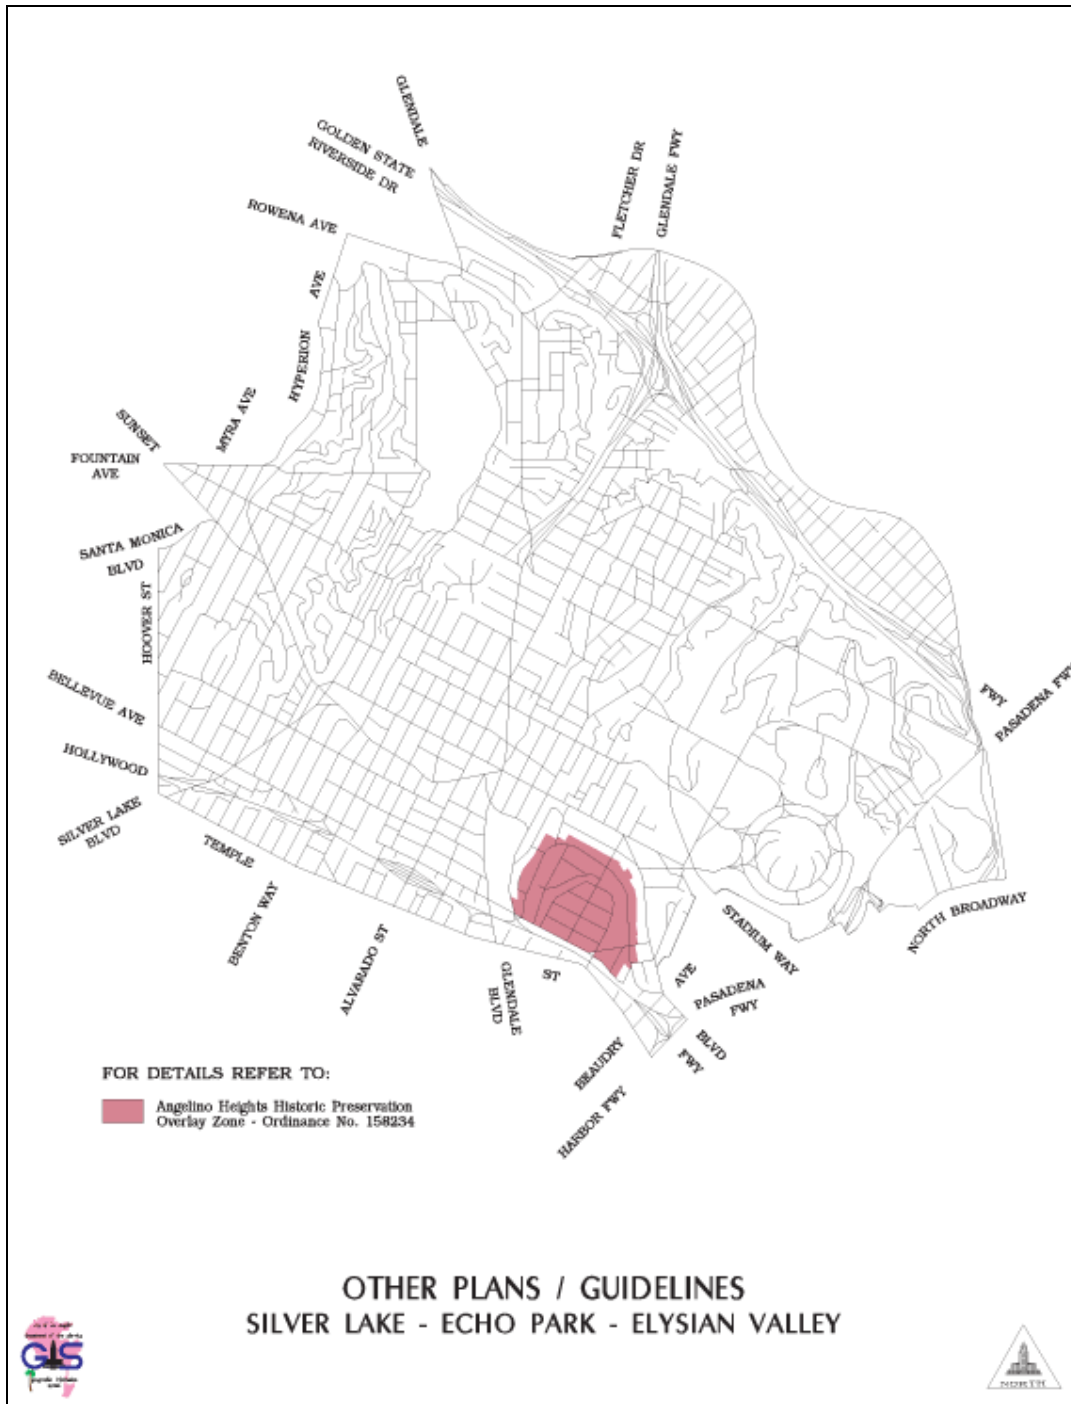 GLENDALE
GOLDEN STATE
RIVERSIDE DR
FLETCHER DR
GLENDALE FWY
ROWENA AVE
HYPERION AVE
MYRA AVE
SUNSET
FOUNTAIN
AVE
SANTA MONICA
BLVD
HOOVER ST
BELLEVUE AVE
HOLLYWOOD
SILVER LAKE
BLVD
TEMPLE
BENTON WAY
ALVARADO ST
GLENDALE
BLVD
ST
FWY
PASADENA FWY
NORTH BROADWAY
STADIUM WAY
AVE
PASADENA
FWY
BLVD
FWY
BEAUDRY
HARBOR FWY
FOR DETAILS REFER TO:
Angelino Heights Historic Preservation
Overlay Zone - Ordinance No. 158234
OTHER PLANS / GUIDELINES
SILVER LAKE - ECHO PARK - ELYSIAN VALLEY
GIS
NORTH